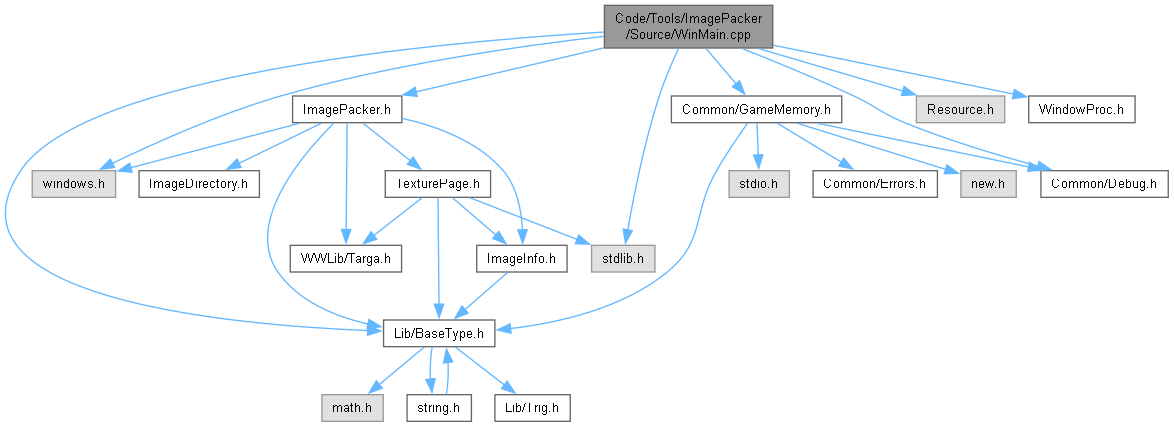 Code/Tools/ImagePacker
/Source/WinMain.cpp
ImagePacker.h
Common/GameMemory.h
Resource.h
WindowProc.h
windows.h
ImageDirectory.h
TexturePage.h
stdio.h
Common/Errors.h
new.h
Common/Debug.h
WWLib/Targa.h
ImageInfo.h
stdlib.h
Lib/BaseType.h
math.h
string.h
Lib/Trig.h